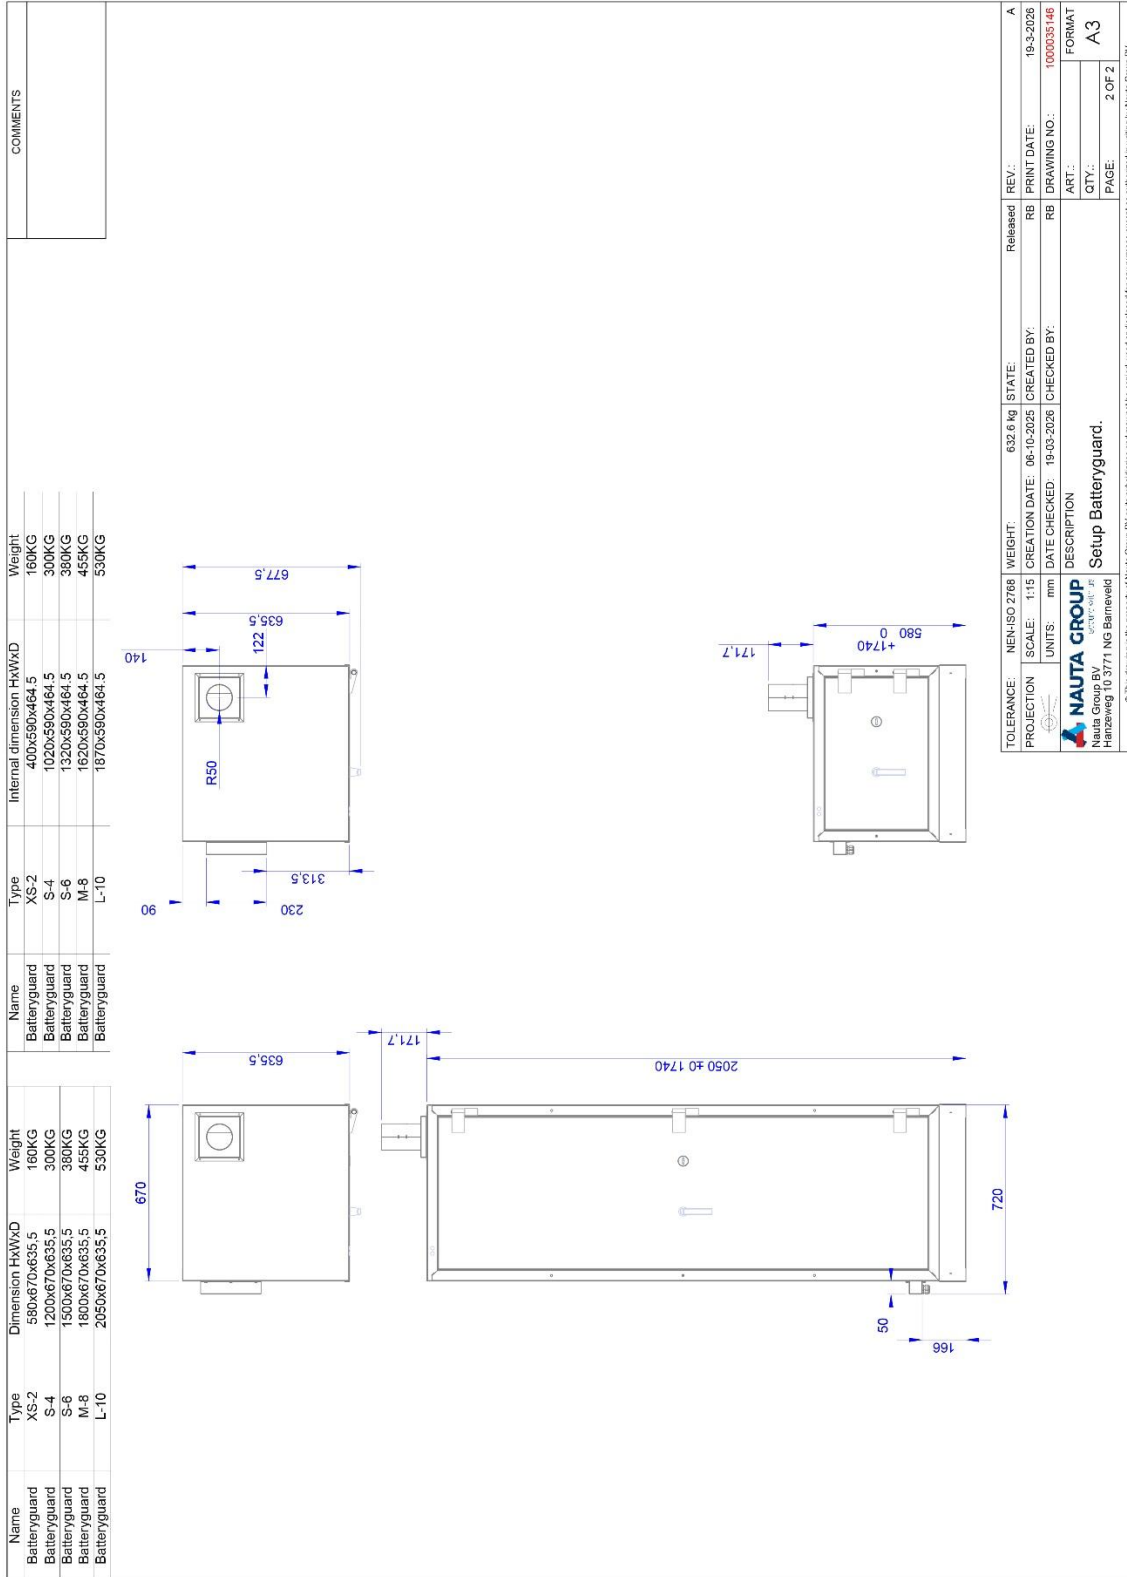 Name Type Dimension HxWxD Weight
Batteryguard XS-2 580x670x635,5 160KG
Batteryguard S-4 1200x670x635,5 300KG
Batteryguard S-6 1500x670x635,5 380KG
Batteryguard M-8 1800x670x635,5 455KG
Batteryguard L-10 2050x670x635,5 530KG
Name Type Internal dimension HxWxD Weight
Batteryguard XS-2 400x590x464.5 160KG
Batteryguard S-4 1020x590x464.5 300KG
Batteryguard S-6 1320x590x464.5 380KG
Batteryguard M-8 1620x590x464.5 455KG
Batteryguard L-10 1870x590x464.5 530KG
COMMENTS
670
635,5
171,7
2050 ±0 1740
720
50
166
90
230
313,5
R50
140
122
635,5
677,5
171,7
580 +1740 0
TOLERANCE: NEN-ISO 2768
WEIGHT: 632.6 kg
STATE: Released
REV.: A
PROJECTION
SCALE: 1:15
CREATION DATE: 06-10-2025
CREATED BY: RB
PRINT DATE: 19-3-2026
UNITS: mm
DATE CHECKED: 19-03-2026
CHECKED BY: RB
DRAWING NO.: 1000035146
NAUTA GROUP
Nauta Group BV
Hanzeweg 10 3771 NG Barneveld
DESCRIPTION
Setup Batteryguard.
ART.:
QTY.:
PAGE: 2 OF 2
FORMAT
A3